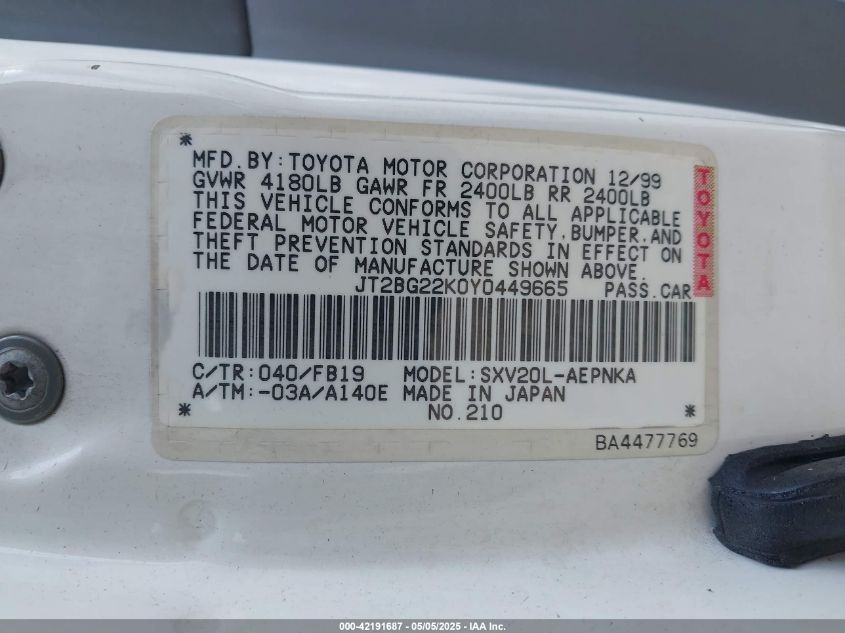 MFD.BY:TOYOTA MOTOR CORPORATION 12/99
GVWR 4180LB GAWR FR 2400LB RR 2400LB
THIS VEHICLE CONFORMS TO ALL APPLICABLE
FEDERAL MOTOR VEHICLE SAFETY,BUMPER,AND
THEFT PREVENTION STANDARDS IN EFFECT ON
THE DATE OF MANUFACTURE SHOWN ABOVE.
JT2BG22K0Y0449665 PASS.CAR
TOYOTA
C/TR:040/FB19 MODEL:SXV20L-AEPNKA
A/TM:-03A/A140E MADE IN JAPAN
* NO.210 *
BA4477769
000-42191687 - 05/05/2025 - IAA Inc.